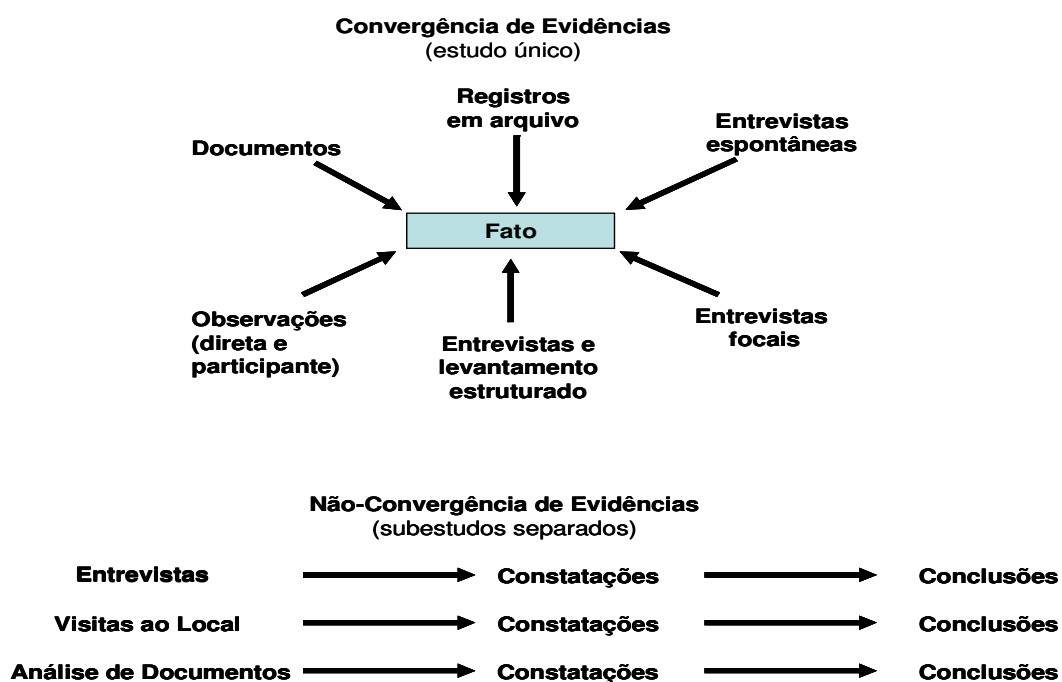 Convergência de Evidências
(estudo único)
Registros
em arquivo
Entrevistas
espontâneas
Documentos
Fato
Observações
(direta e
participante)
Entrevistas e
levantamento
estruturado
Entrevistas
focais
Não-Convergência de Evidências
(subestudos separados)
Entrevistas Constatações Conclusões
Visitas ao Local Constatações Conclusões
Análise de Documentos Constatações Conclusões